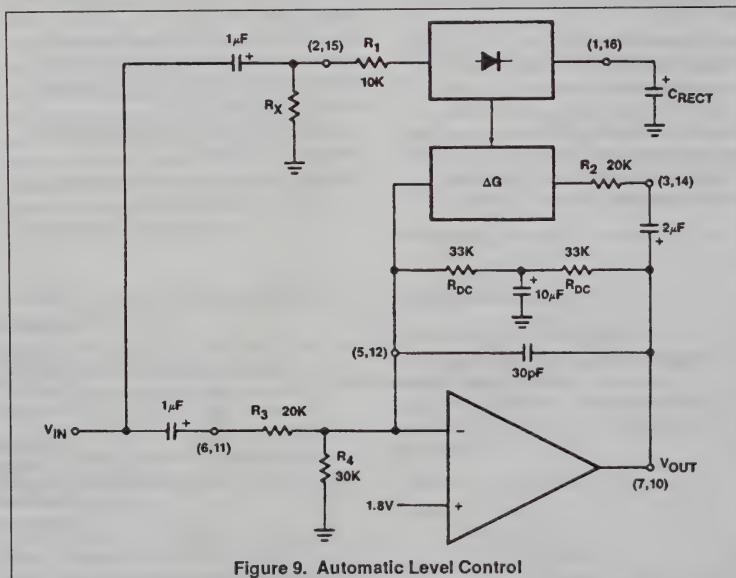 1μF
+
(2,15)
R1
10K
(1,16)
+
CRECT
RX
ΔG
R2 20K
(3,14)
2μF
+
33K
RDC
33K
RDC
+
10μF
(5,12)
30pF
1μF
+
VIN
(6,11)
R3 20K
R4
30K
−
1.8V
+
VOUT
(7,10)
Figure 9. Automatic Level Control